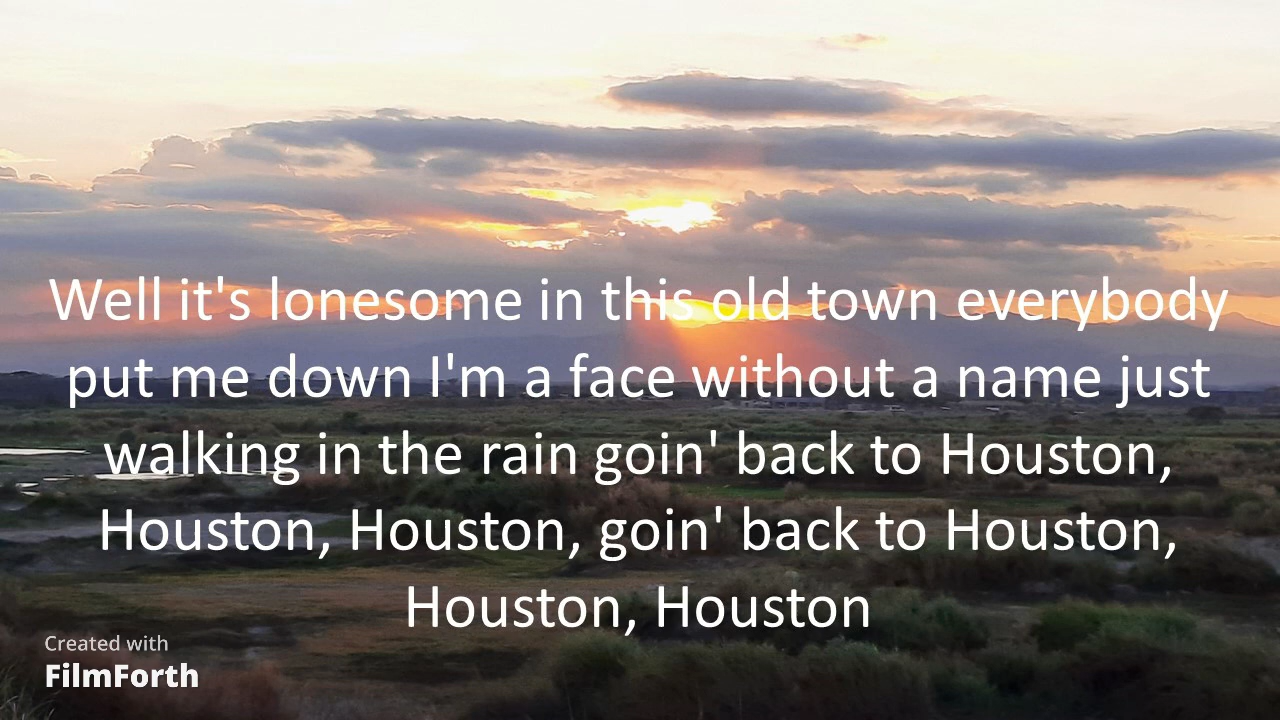 Well it's lonesome in this old town everybody
put me down I'm a face without a name just
walking in the rain goin' back to Houston,
Houston, Houston, goin' back to Houston,
Houston, Houston
Created with
FilmForth